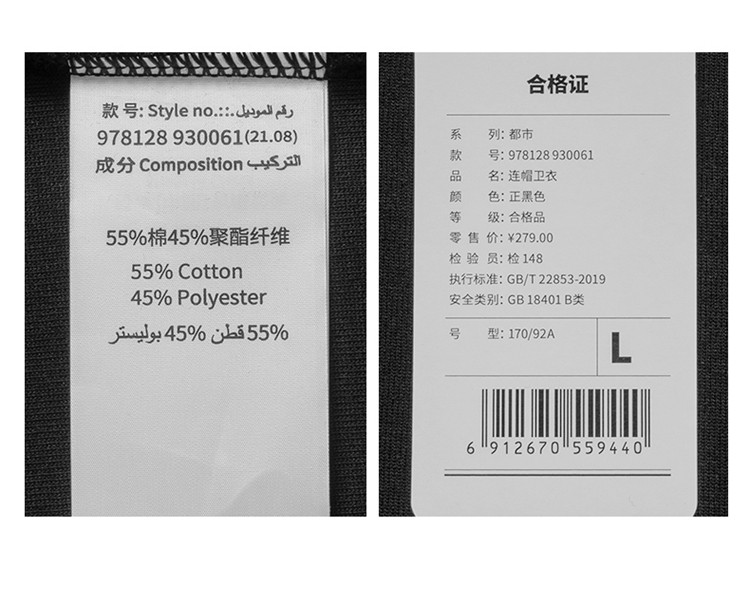 款 号: Style no.::. رقم الموديل
978128 930061(21.08)
成分 Composition التركيب
55%棉45%聚酯纤维
55% Cotton
45% Polyester
55% قطن 45% بوليستر
合格证
系 列: 都市
款 号: 978128 930061
品 名: 连帽卫衣
颜 色: 正黑色
等 级: 合格品
零 售 价: ¥279.00
检 验 员: 检 148
执行标准: GB/T 22853-2019
安全类别: GB 18401 B类
号 型: 170/92A
L
6 912670 559440